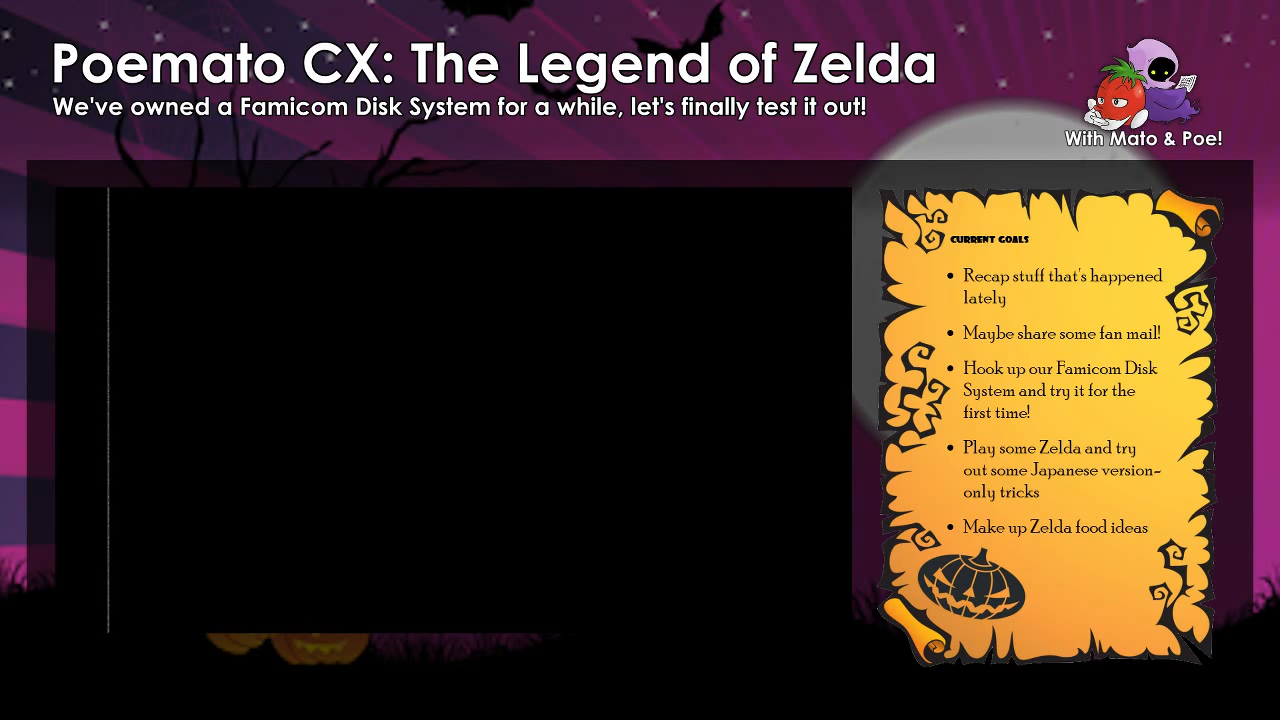 Poemato CX: The Legend of Zelda
We've owned a Famicom Disk System for a while, let's finally test it out!
With Mato & Poe!
CURRENT GOALS
• Recap stuff that's happened
lately
• Maybe share some fan mail!
• Hook up our Famicom Disk
System and try it for the
first time!
• Play some Zelda and try
out some Japanese version-
only tricks
• Make up Zelda food ideas